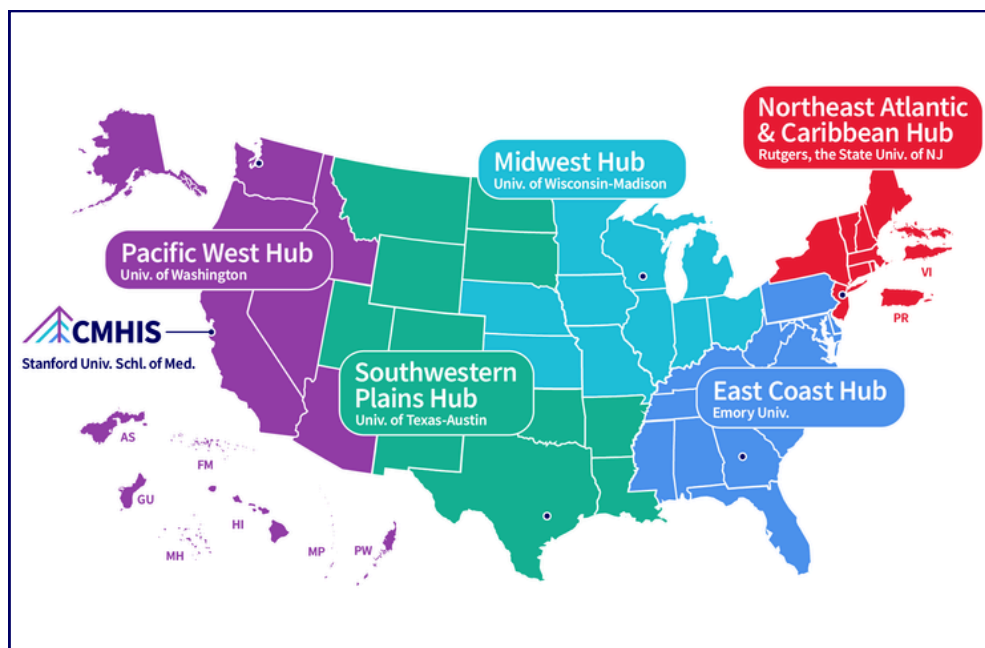 Northeast Atlantic
& Caribbean Hub
Rutgers, the State Univ. of NJ
Midwest Hub
Univ. of Wisconsin-Madison
Pacific West Hub
Univ. of Washington
VI
PR
CMHIS
Stanford Univ. Schl. of Med.
Southwestern
Plains Hub
Univ. of Texas-Austin
East Coast Hub
Emory Univ.
AS
FM
GU
HI
MH
MP
PW